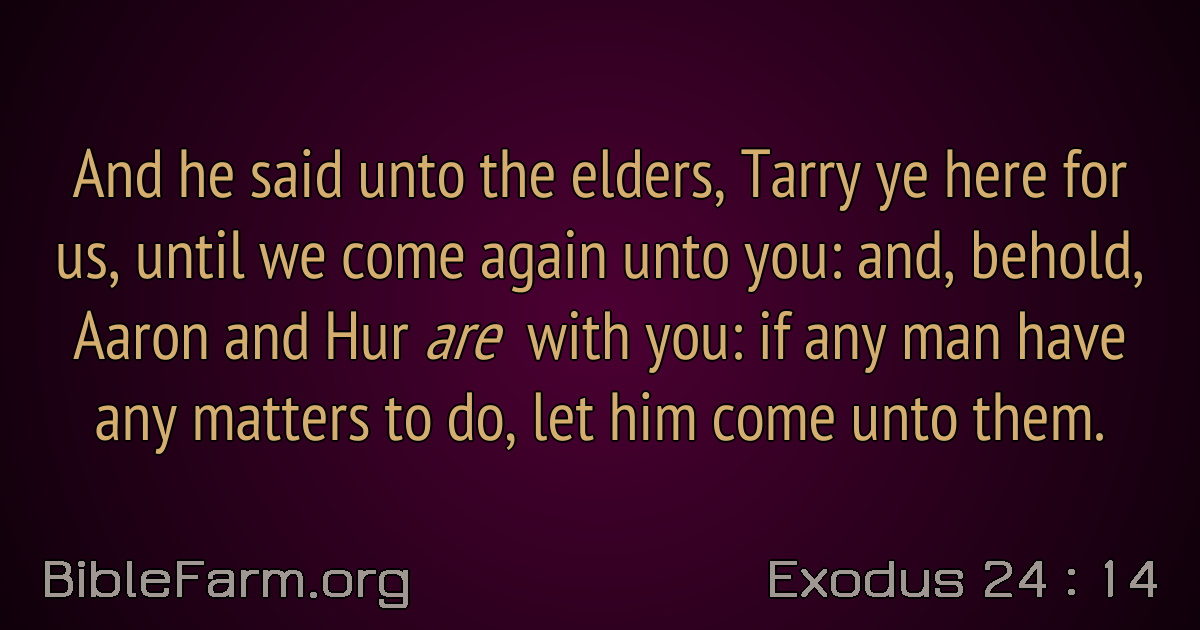 And he said unto the elders, Tarry ye here for
us, until we come again unto you: and, behold,
Aaron and Hur are with you: if any man have
any matters to do, let him come unto them.
BibleFarm.org
Exodus 24 : 14